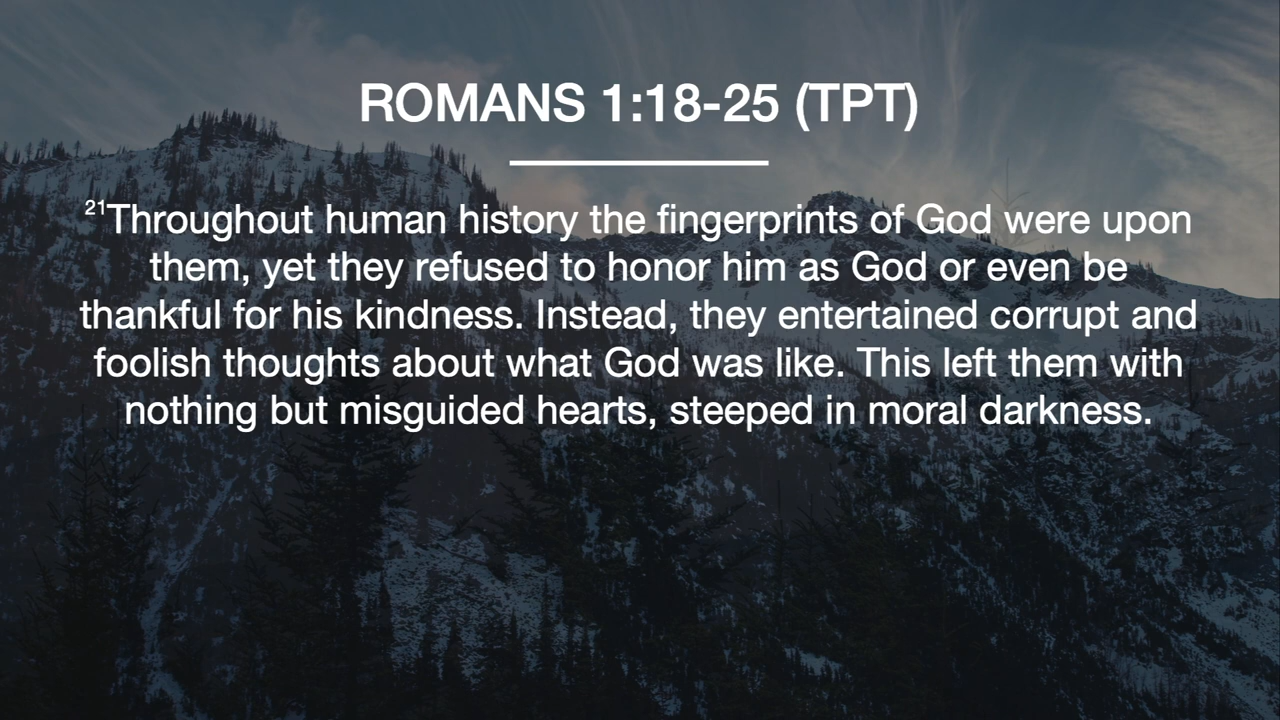 ROMANS 1:18-25 (TPT)
21Throughout human history the fingerprints of God were upon
them, yet they refused to honor him as God or even be
thankful for his kindness. Instead, they entertained corrupt and
foolish thoughts about what God was like. This left them with
nothing but misguided hearts, steeped in moral darkness.